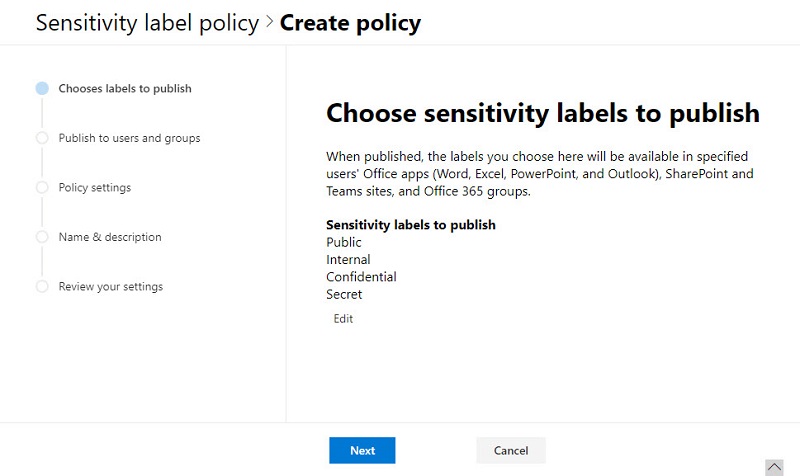 Sensitivity label policy > Create policy
Chooses labels to publish
Publish to users and groups
Policy settings
Name & description
Review your settings
Choose sensitivity labels to publish
When published, the labels you choose here will be available in specified
users' Office apps (Word, Excel, PowerPoint, and Outlook), SharePoint and
Teams sites, and Office 365 groups.
Sensitivity labels to publish
Public
Internal
Confidential
Secret
Edit
Next
Cancel